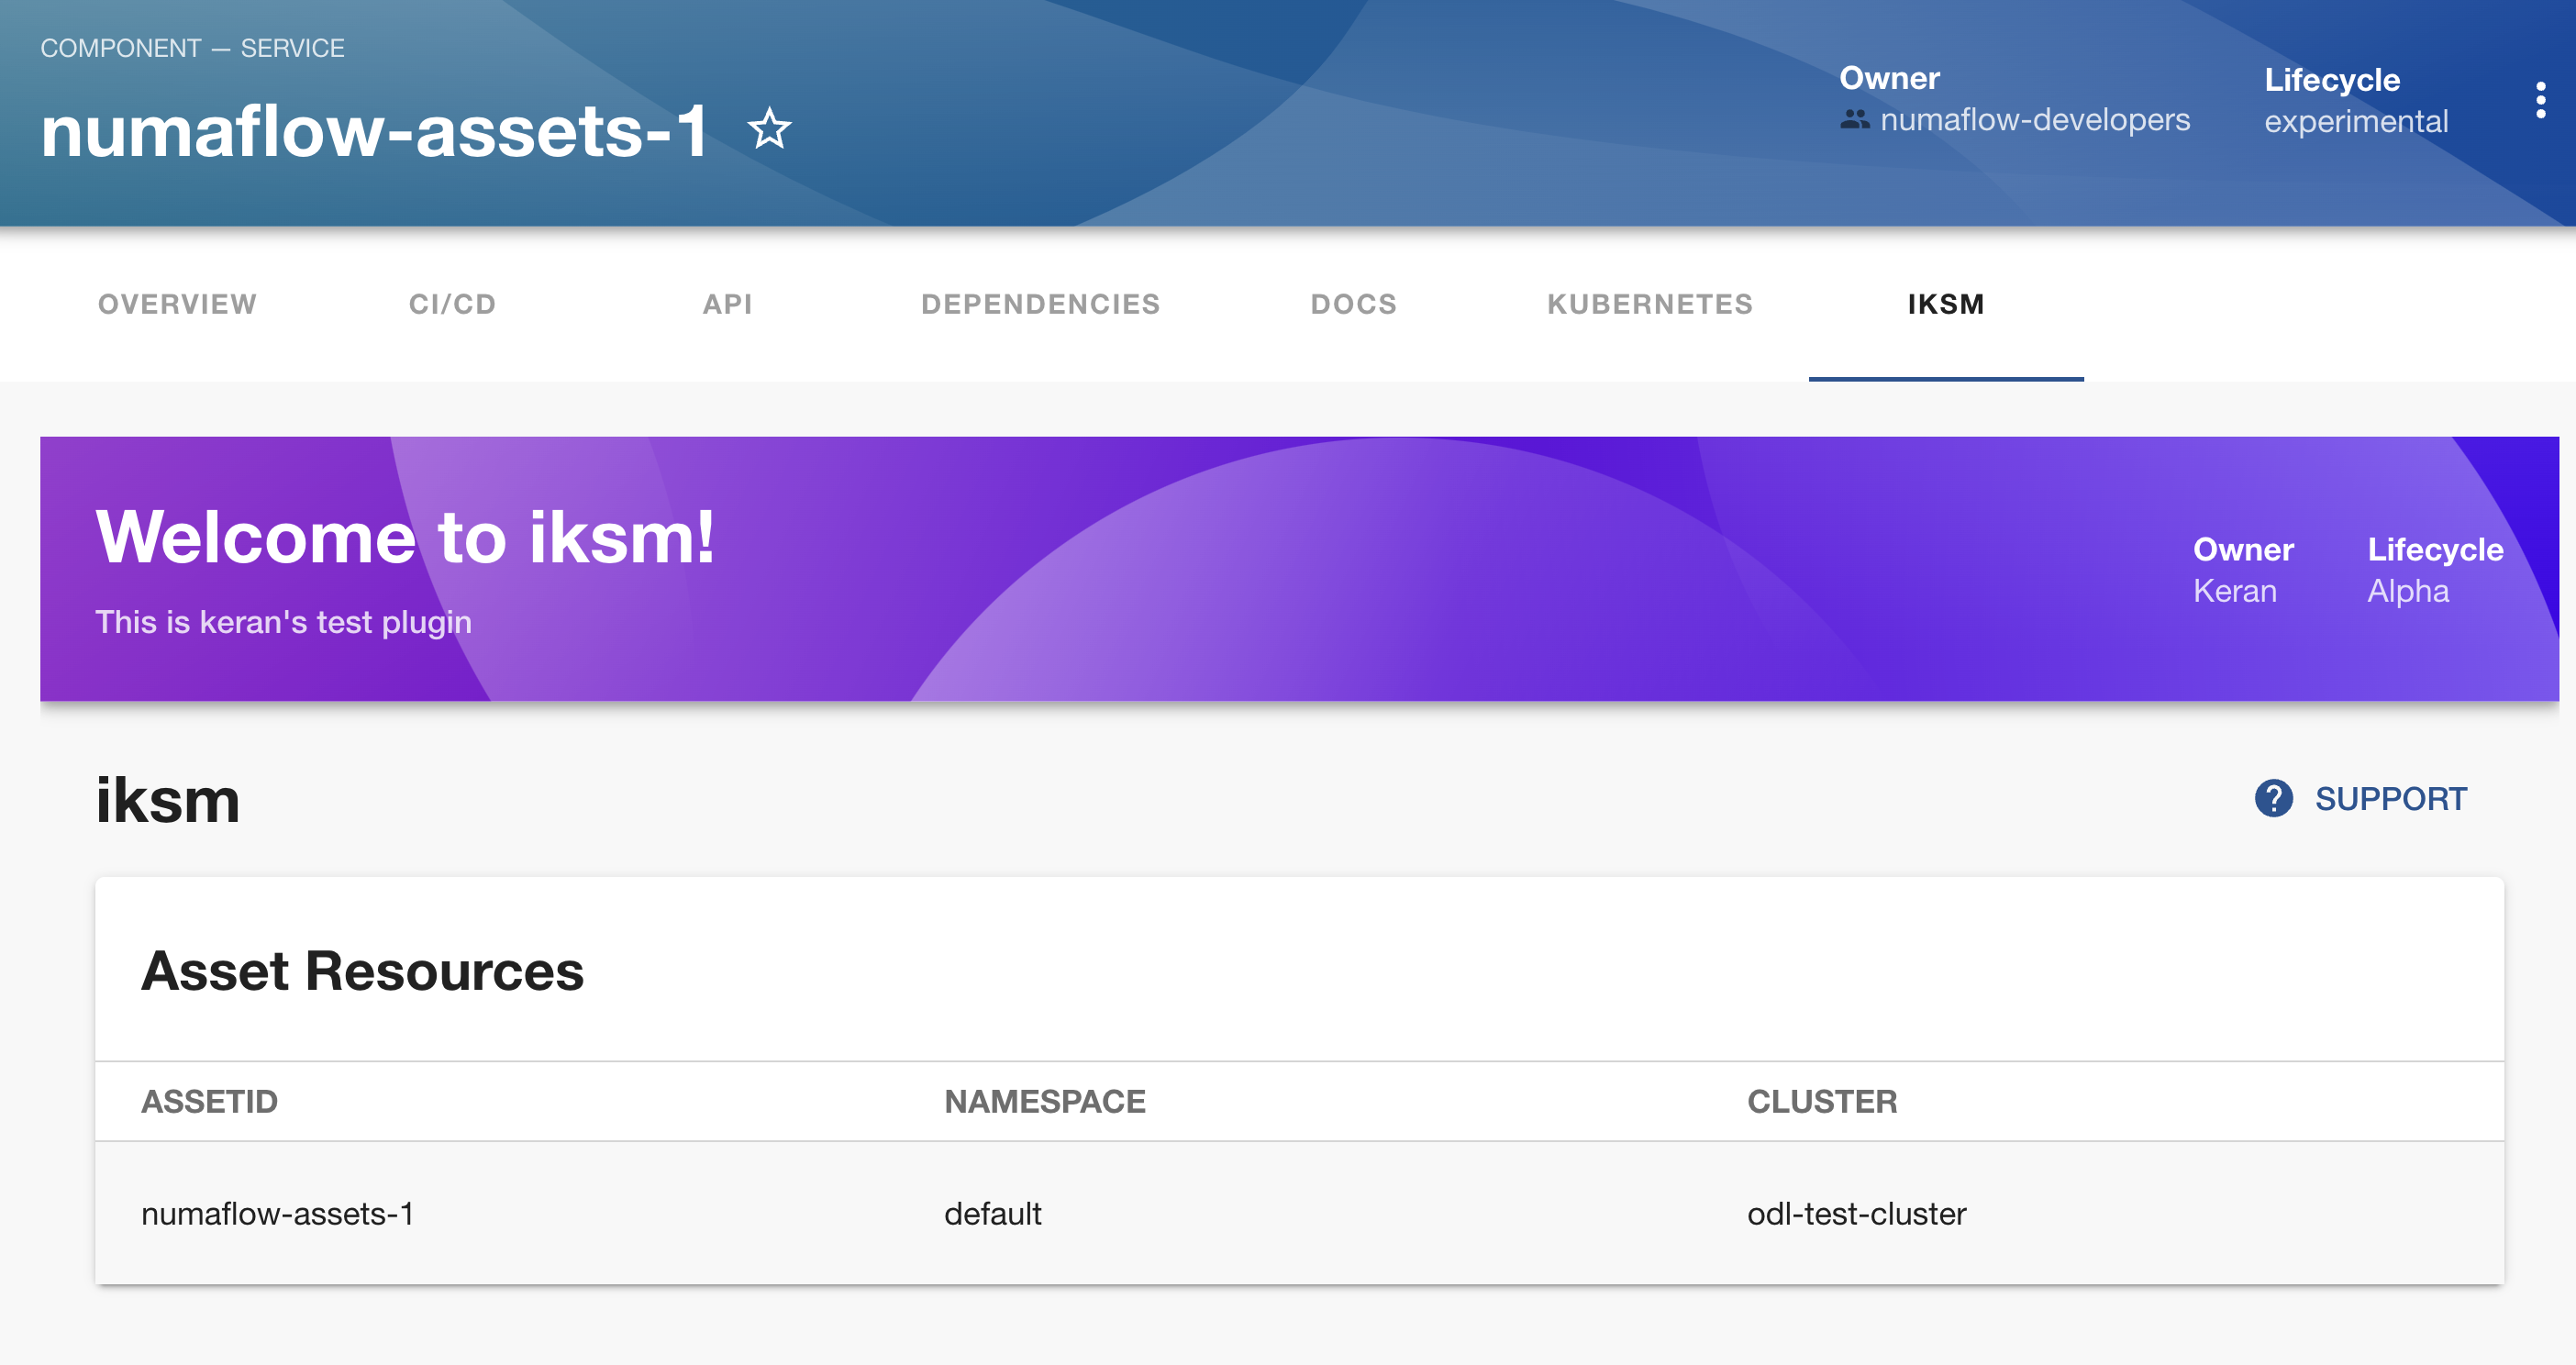 COMPONENT — SERVICE
numaflow-assets-1
Owner
numaflow-developers
Lifecycle
experimental
OVERVIEW CI/CD API DEPENDENCIES DOCS KUBERNETES IKSM
Welcome to iksm!
This is keran's test plugin
Owner
Keran
Lifecycle
Alpha
iksm
SUPPORT
Asset Resources
ASSETID NAMESPACE CLUSTER
numaflow-assets-1 default odl-test-cluster